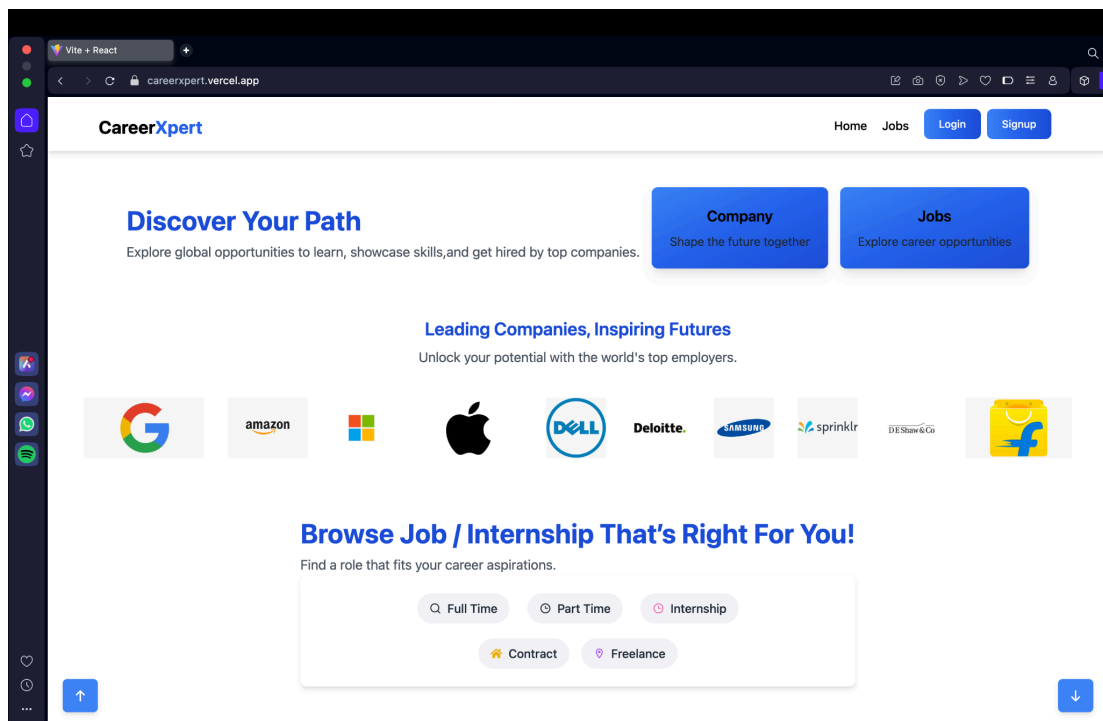 Vite + React
careerxpert.vercel.app
CareerXpert
Home Jobs Login Signup
Discover Your Path
Explore global opportunities to learn, showcase skills,and get hired by top companies.
Company
Shape the future together
Jobs
Explore career opportunities
Leading Companies, Inspiring Futures
Unlock your potential with the world's top employers.
G amazon DELL Deloitte. SAMSUNG sprinklr DEShaw&Co f
Browse Job / Internship That's Right For You!
Find a role that fits your career aspirations.
Full Time Part Time Internship
Contract Freelance